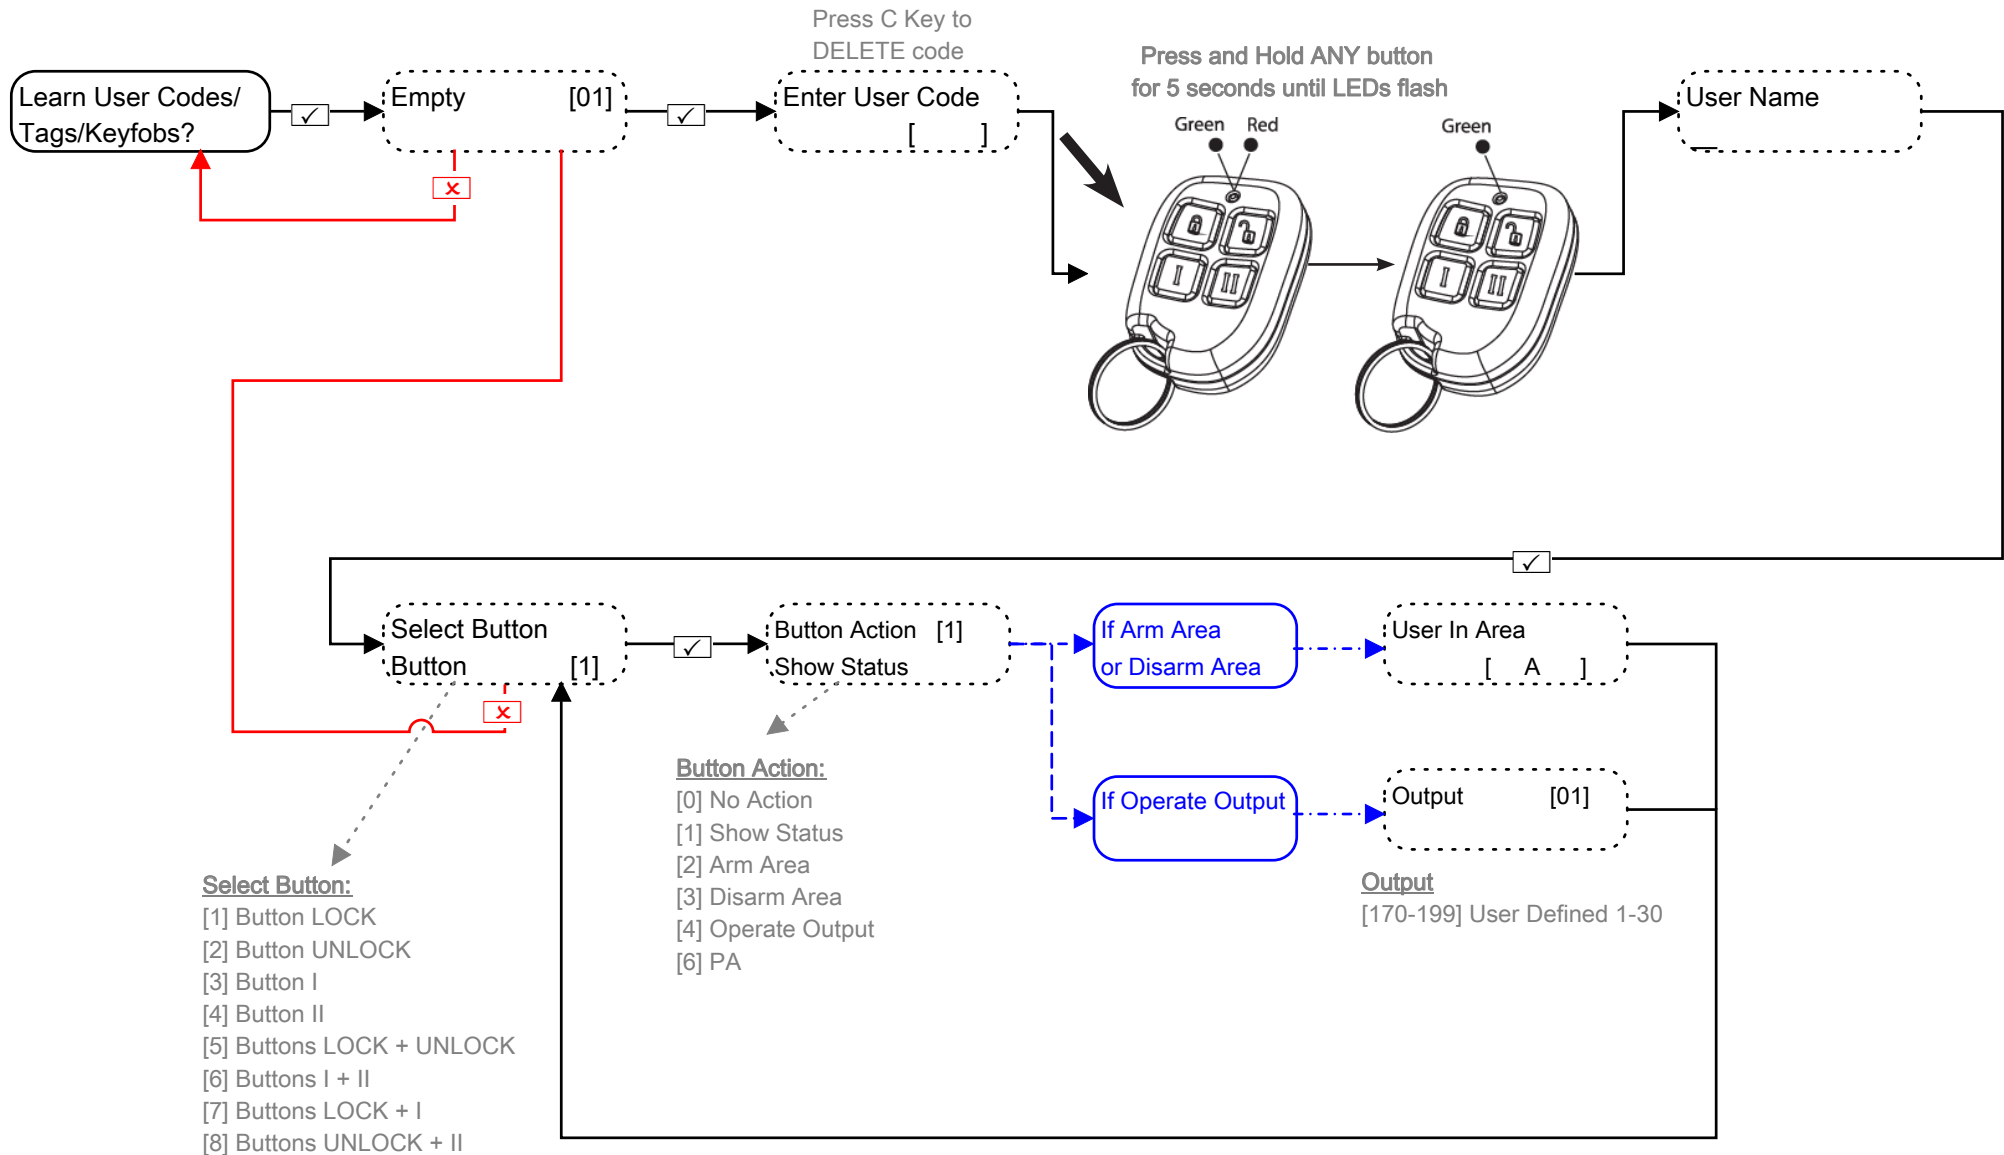 Press C Key to
DELETE code
Press and Hold ANY button
for 5 seconds until LEDs flash
Learn User Codes/
Tags/Keyfobs?
Empty [01]
Enter User Code
[ ]
Green Red
Green
User Name
Select Button
Button [1]
Button Action [1]
Show Status
If Arm Area
or Disarm Area
User In Area
[ A ]
If Operate Output
Output [01]
Button Action:
[0] No Action
[1] Show Status
[2] Arm Area
[3] Disarm Area
[4] Operate Output
[6] PA
Output
[170-199] User Defined 1-30
Select Button:
[1] Button LOCK
[2] Button UNLOCK
[3] Button I
[4] Button II
[5] Buttons LOCK + UNLOCK
[6] Buttons I + II
[7] Buttons LOCK + I
[8] Buttons UNLOCK + II
I II
I II